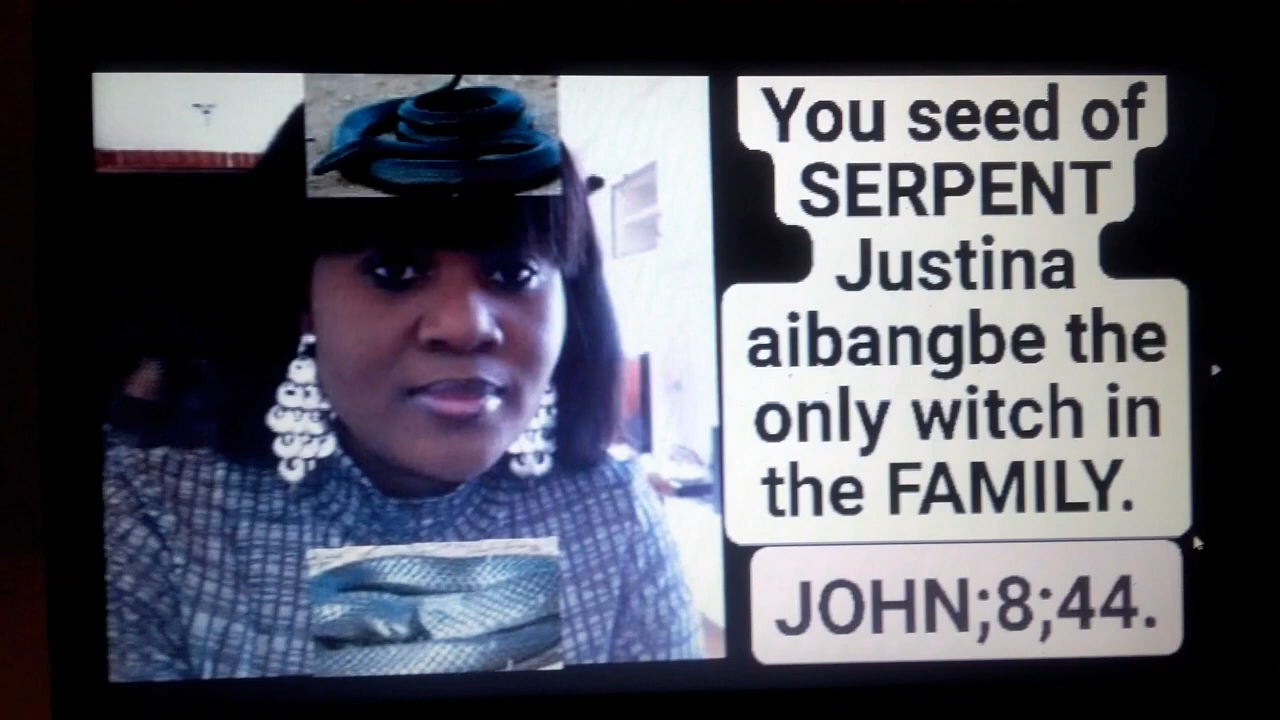 You seed of
SERPENT
Justina
aibangbe the
only witch in
the FAMILY.
JOHN;8;44.